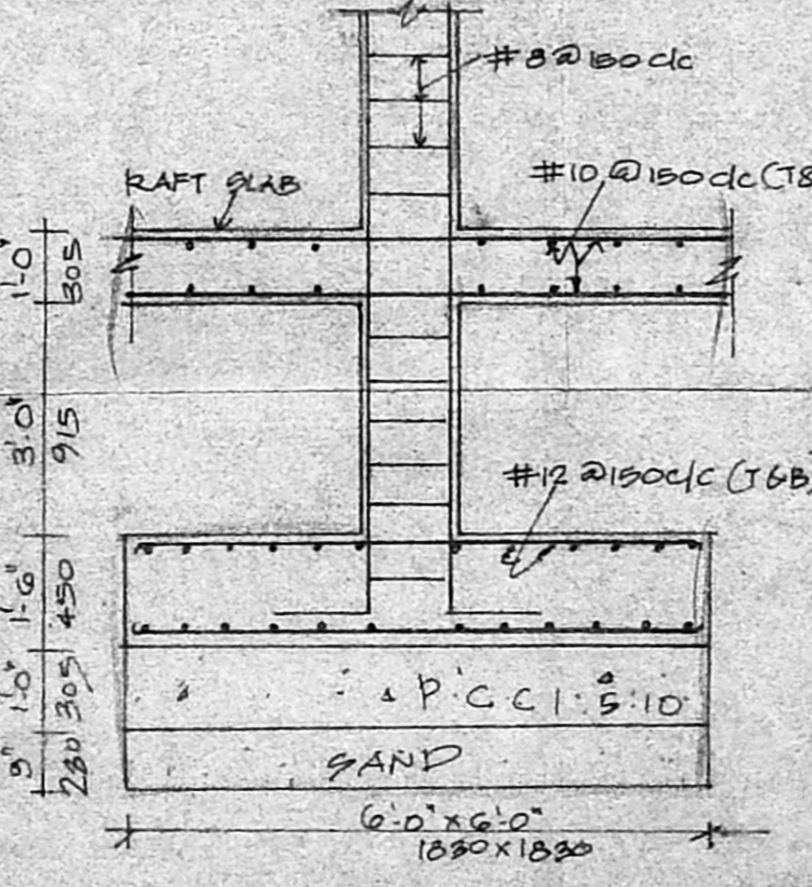 #8@150c/c
#10@150c/c(T&
RAFT SLAB
1'-0"
305
3'.0"
915
#12@150c/c(T&B)
1'-6"
450
1'.0"
305
P.C.C 1:5:10
9"
230
SAND
6'-0"x6'-0"
1830x1830